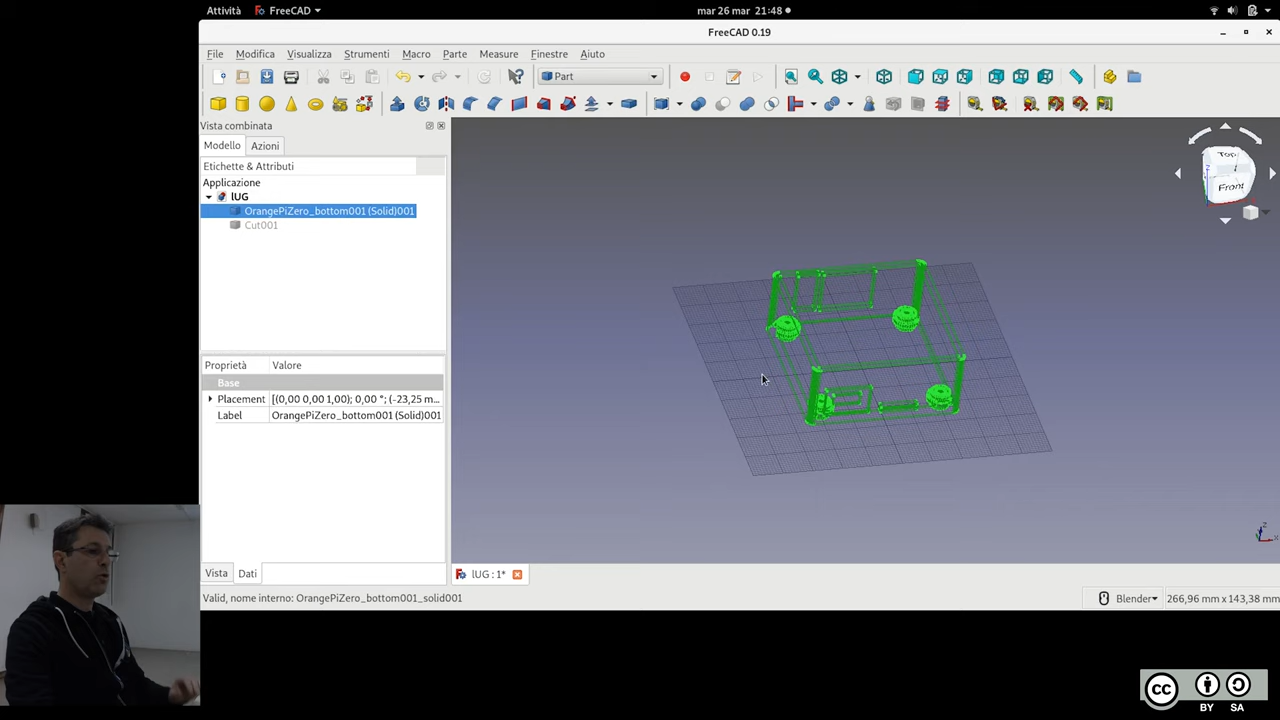 Attività FreeCAD mar 26 mar 21:48
FreeCAD 0.19
File Modifica Visualizza Strumenti Macro Parte Measure Finestre Aiuto
Part
Vista combinata
Modello Azioni
Etichette & Attributi
Applicazione
lUG
OrangePiZero_bottom001 (Solid)001
Cut001
Top
Front
Proprietà Valore
Base
Placement [(0,00 0,00 1,00); 0,00 °; (-23,25 m...
Label OrangePiZero_bottom001 (Solid)001
Vista Dati
lUG : 1*
Valid, nome interno: OrangePiZero_bottom001_solid001
Blender 266,96 mm x 143,38 mm
CC BY SA